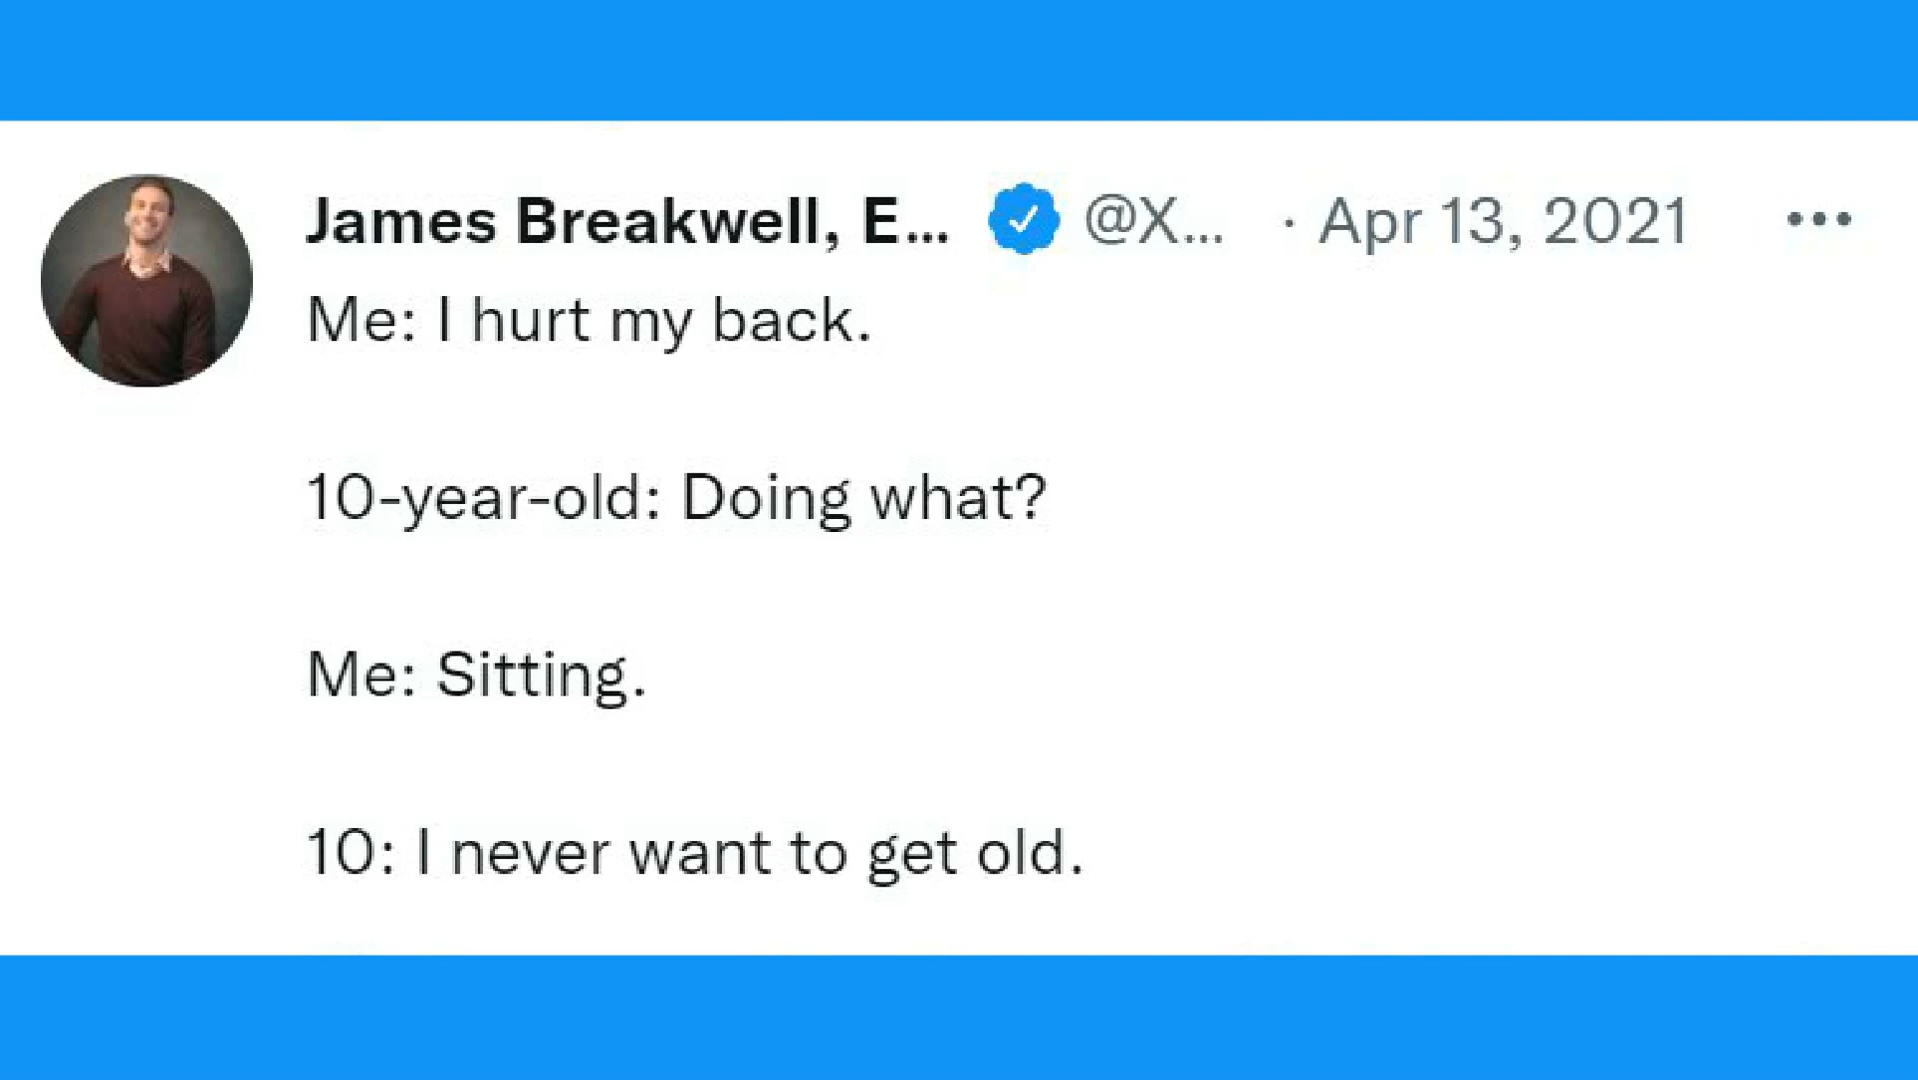 James Breakwell, E... @X... · Apr 13, 2021
Me: I hurt my back.
10-year-old: Doing what?
Me: Sitting.
10: I never want to get old.